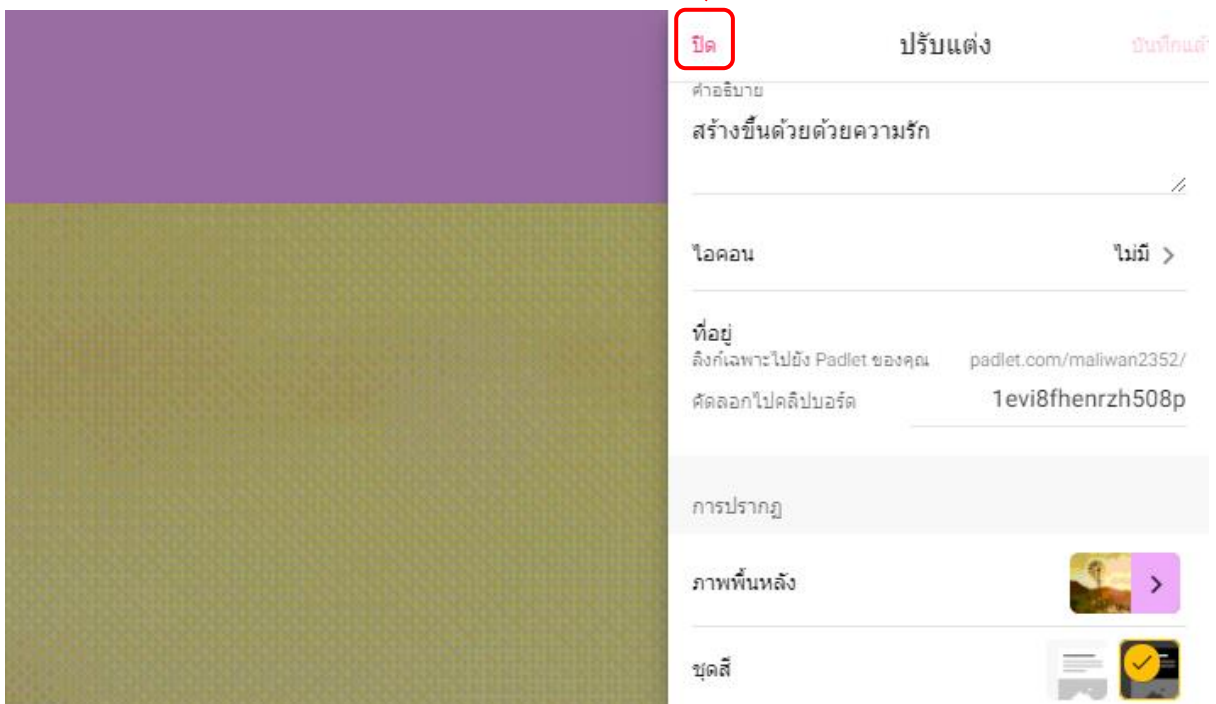 ปิด ปรับแต่ง บันทึกแล้ว
คำอธิบาย
สร้างขึ้นด้วยด้วยความรัก
ไอคอน ไม่มี >
ที่อยู่
ลิงก์เฉพาะไปยัง Padlet ของคุณ padlet.com/maliwan2352/
คัดลอกไปคลิปบอร์ด 1evi8fhenrzh508p
การปรากฏ
ภาพพื้นหลัง >
ชุดสี